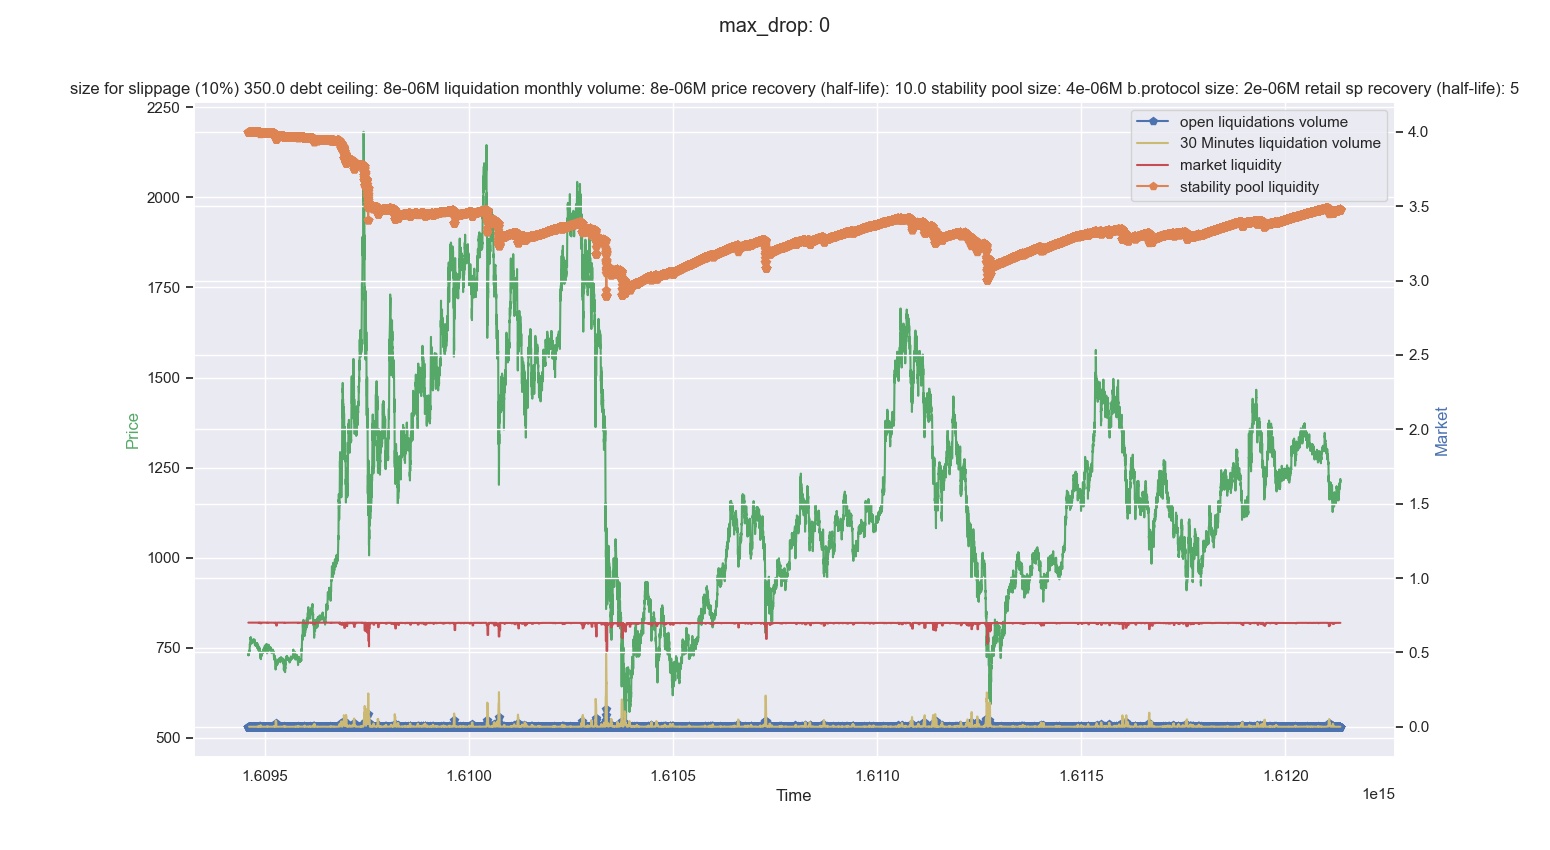 max_drop: 0
size for slippage (10%) 350.0 debt ceiling: 8e-06M liquidation monthly volume: 8e-06M price recovery (half-life): 10.0 stability pool size: 4e-06M b.protocol size: 2e-06M retail sp recovery (half-life): 5
open liquidations volume
30 Minutes liquidation volume
market liquidity
stability pool liquidity
2250
2000
1750
1500
1250
1000
750
500
Price
4.0
3.5
3.0
2.5
2.0
1.5
1.0
0.5
0.0
Market
1.6095 1.6100 1.6105 1.6110 1.6115 1.6120
Time
1e15